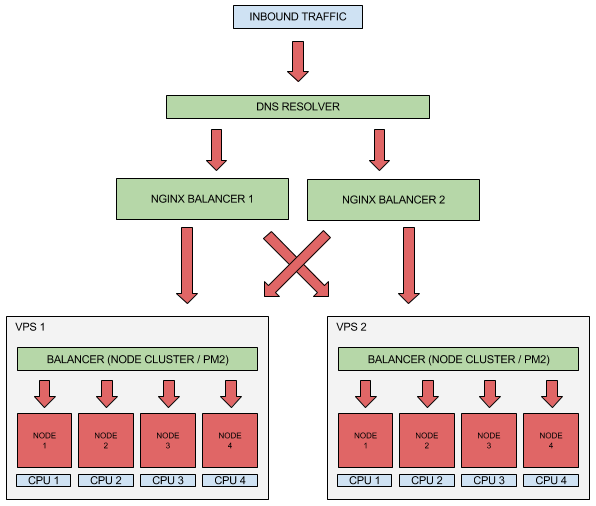 INBOUND TRAFFIC
DNS RESOLVER
NGINX BALANCER 1
NGINX BALANCER 2
VPS 1
BALANCER (NODE CLUSTER / PM2)
NODE
1
NODE
2
NODE
3
NODE
4
CPU 1
CPU 2
CPU 3
CPU 4
VPS 2
BALANCER (NODE CLUSTER / PM2)
NODE
1
NODE
2
NODE
3
NODE
4
CPU 1
CPU 2
CPU 3
CPU 4